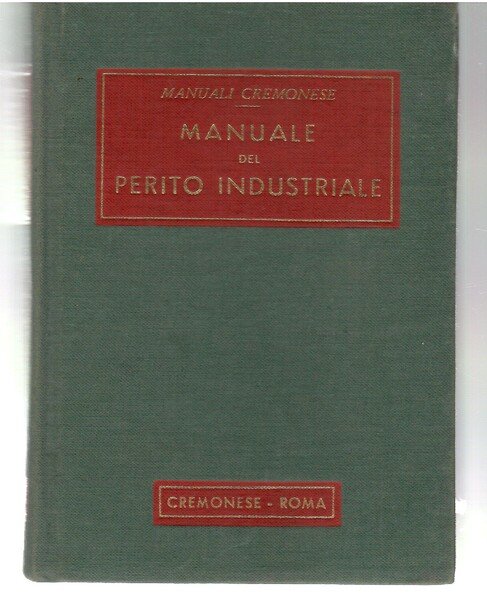 MANUALI CREMONESE
MANUALE
DEL
PERITO INDUSTRIALE
CREMONESE - ROMA